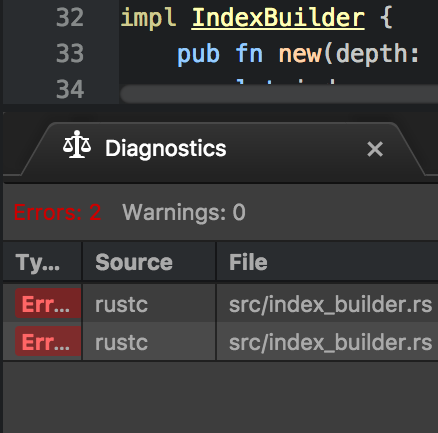 32 impl IndexBuilder {
33 pub fn new(depth:
34
Diagnostics ×
Errors: 2 Warnings: 0
Ty... Source File
Err... rustc src/index_builder.rs
Err... rustc src/index_builder.rs